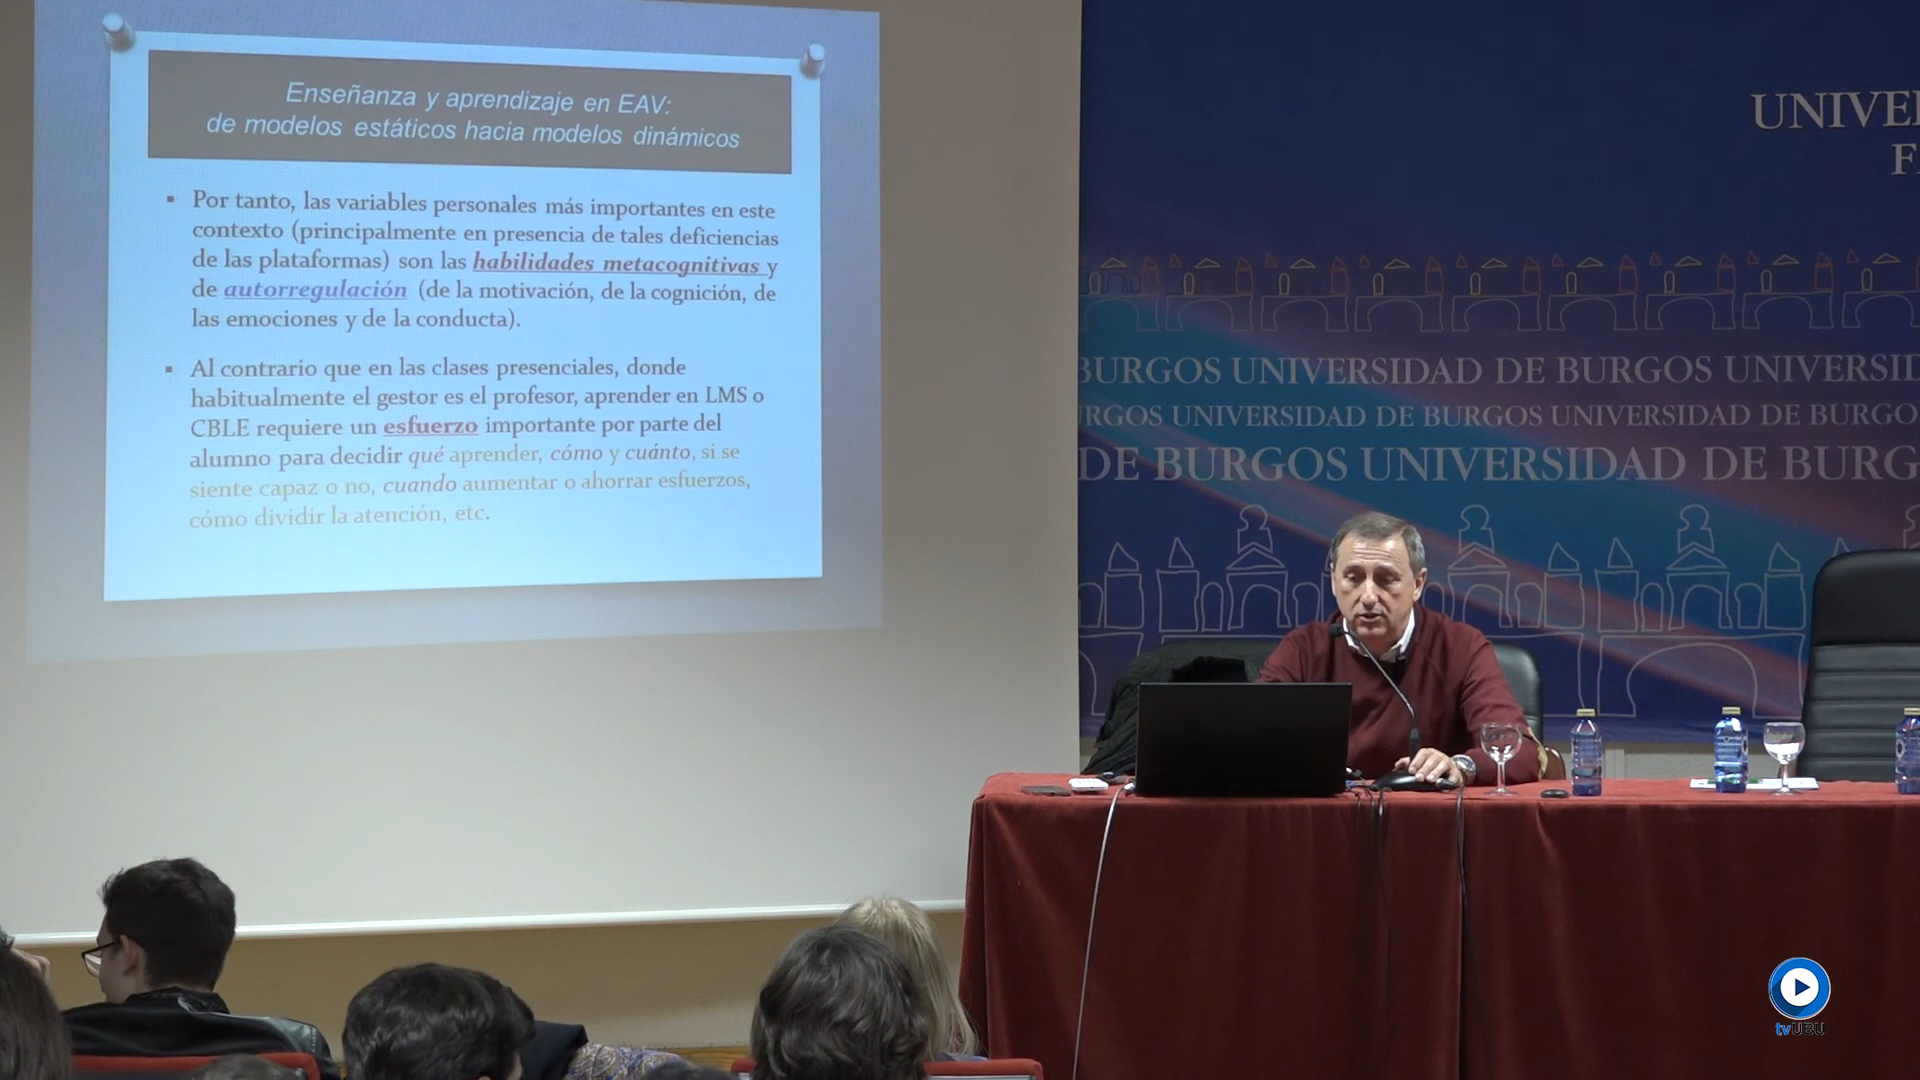 Enseñanza y aprendizaje en EAV:
de modelos estáticos hacia modelos dinámicos
▪ Por tanto, las variables personales más importantes en este
contexto (principalmente en presencia de tales deficiencias
de las plataformas) son las habilidades metacognitivas y
de autorregulación (de la motivación, de la cognición, de
las emociones y de la conducta).
▪ Al contrario que en las clases presenciales, donde
habitualmente el gestor es el profesor, aprender en LMS o
CBLE requiere un esfuerzo importante por parte del
alumno para decidir qué aprender, cómo y cuánto, si se
siente capaz o no, cuando aumentar o ahorrar esfuerzos,
cómo dividir la atención, etc.
UNIVE
F
BURGOS UNIVERSIDAD DE BURGOS UNIVERSID
URGOS UNIVERSIDAD DE BURGOS UNIVERSIDAD DE BURGO
DE BURGOS UNIVERSIDAD DE BURG
tvUBU